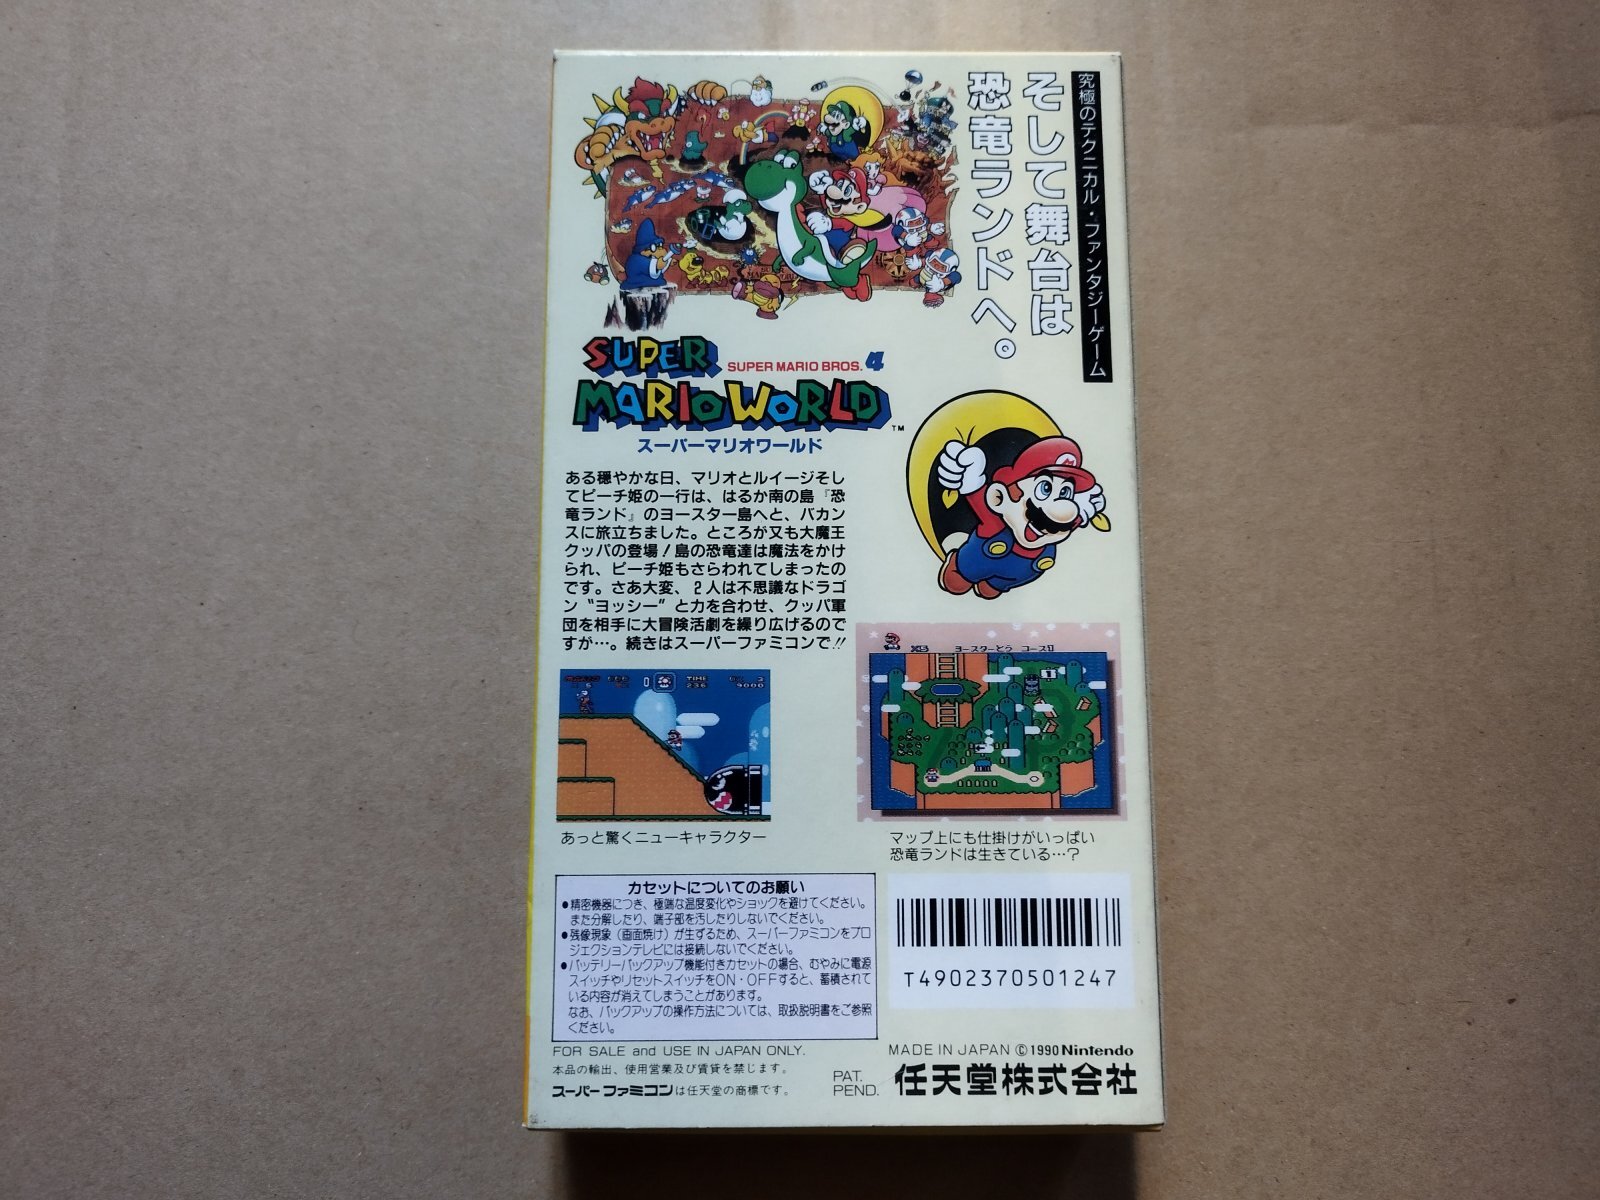 究極のテクニカル・ファンタジーゲーム
そして舞台は
恐竜ランドへ。
SUPER
SUPER MARIO BROS. 4
MARIO WORLD
TM
スーパーマリオワールド
ある穏やかな日、マリオとルイージそし
てピーチ姫の一行は、はるか南の島『恐
竜ランド』のヨースター島へと、バカン
スに旅立ちました。ところが又も大魔王
クッパの登場！島の恐竜達は魔法をかけ
られ、ピーチ姫もさらわれてしまったの
です。さあ大変、2人は不思議なドラゴ
ン“ヨッシー”と力を合わせ、クッパ軍
団を相手に大冒険活劇を繰り広げるので
すが…。続きはスーパーファミコンで!!
TIME
236
9000
あっと驚くニューキャラクター
X5 ヨースターとう コース1
マップ上にも仕掛けがいっぱい
恐竜ランドは生きている…？
カセットについてのお願い
●精密機器につき、極端な温度変化やショックを避けてください。
また分解したり、端子部を汚したりしないでください。
●残像現象（画面焼け）が生ずるため、スーパーファミコンをプロ
ジェクションテレビには接続しないでください。
●バッテリーバックアップ機能付きカセットの場合、むやみに電源
スイッチやリセットスイッチをON・OFFすると、蓄積されて
いる内容が消えてしまうことがあります。
なお、バックアップの操作方法については、取扱説明書をご参照
ください。
T4902370501247
FOR SALE and USE IN JAPAN ONLY.
本品の輸出、使用営業及び賃貸を禁じます。
スーパーファミコンは任天堂の商標です。
PAT.
PEND.
MADE IN JAPAN ©1990 Nintendo
任天堂株式会社